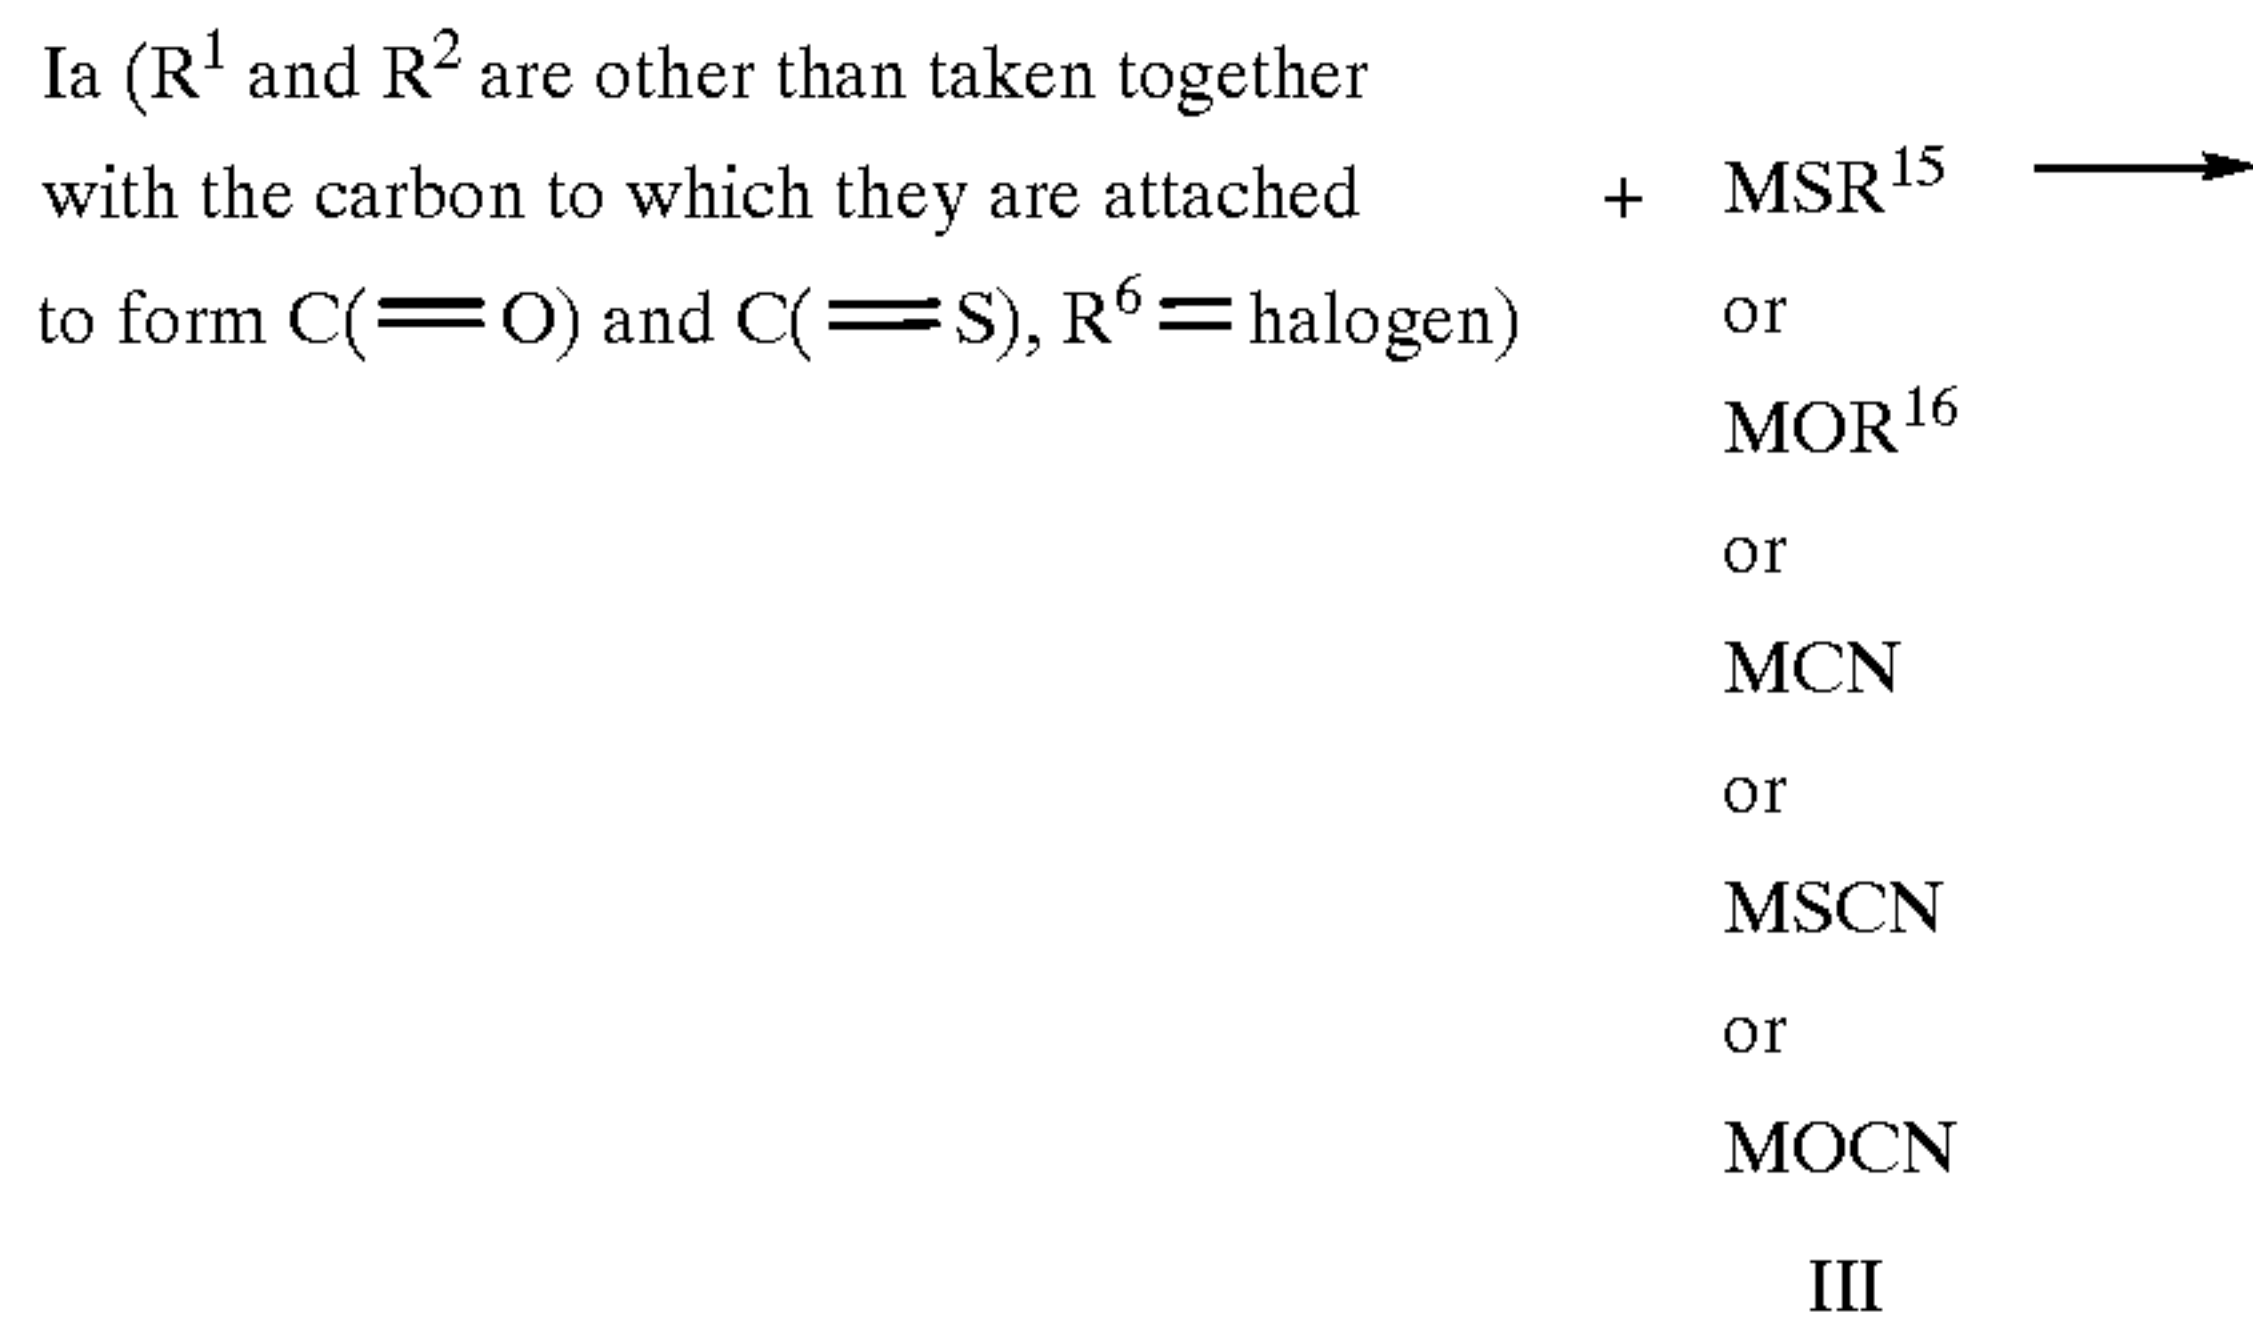 Ia (R¹ and R² are other than taken together
with the carbon to which they are attached + MSR¹⁵
to form C(=O) and C(=S), R⁶=halogen) or
MOR¹⁶
or
MCN
or
MSCN
or
MOCN
III